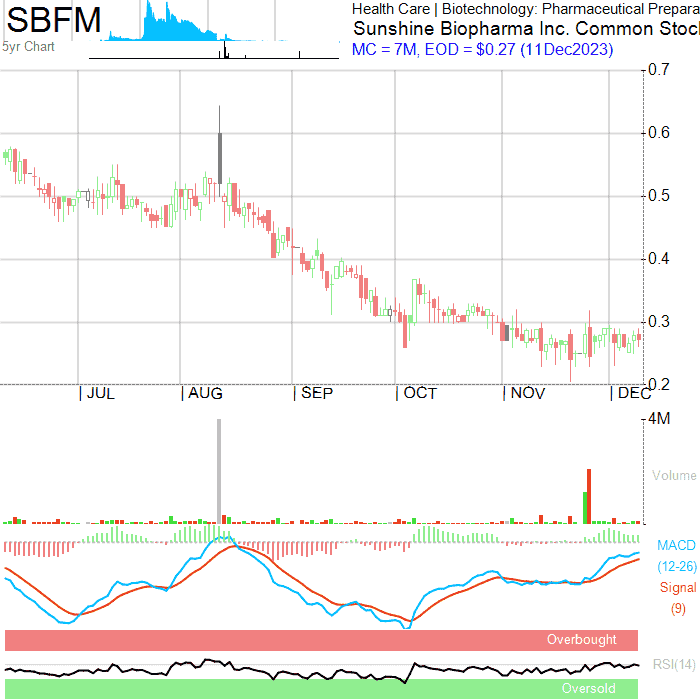 SBFM
5yr Chart
Health Care | Biotechnology: Pharmaceutical Prepara
Sunshine Biopharma Inc. Common Stoc
MC = 7M, EOD = $0.27 (11Dec2023)
0.7
0.6
0.5
0.4
0.3
0.2
| JUL | AUG | SEP | OCT | NOV | DEC
4M
Volume
MACD
(12-26)
Signal
(9)
Overbought
RSI(14)
Oversold